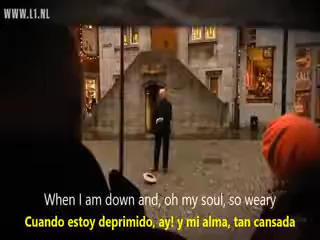 WWW.L1.NL
SALE
When I am down and, oh my soul, so weary
Cuando estoy deprimido, ay! y mi alma, tan cansada